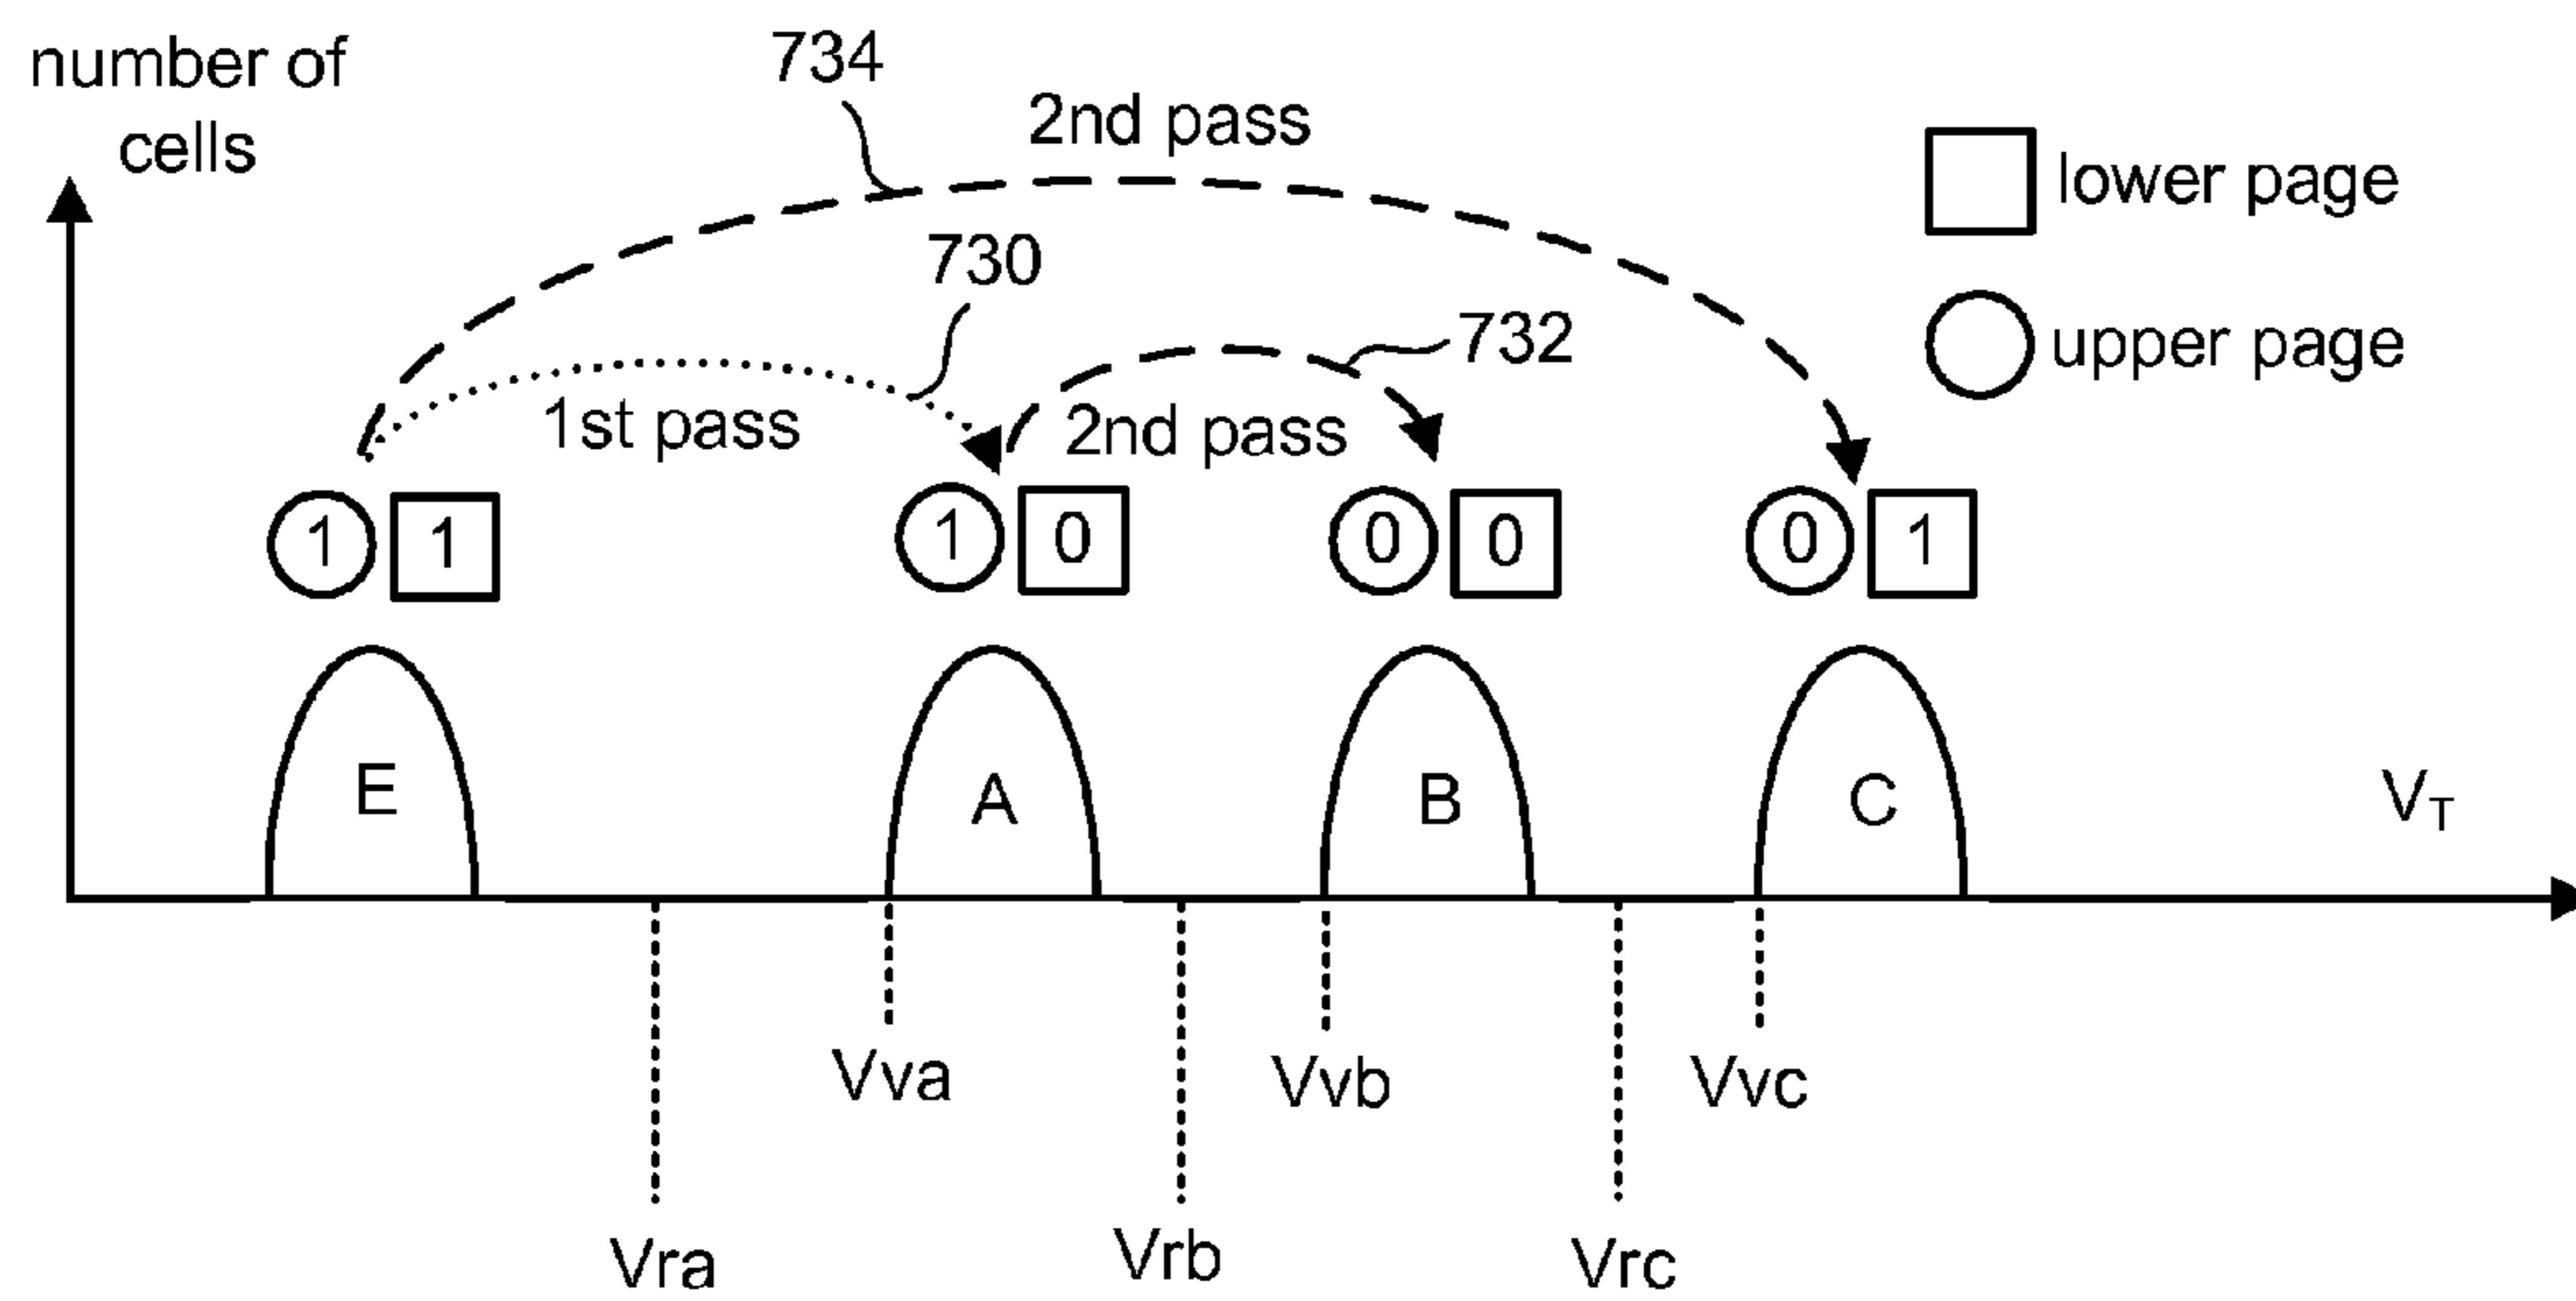 number of
cells
734
2nd pass
lower page
730
732
upper page
1st pass
2nd pass
1 1
1 0
0 0
0 1
E
A
B
C
VT
Vva
Vvb
Vvc
Vra
Vrb
Vrc